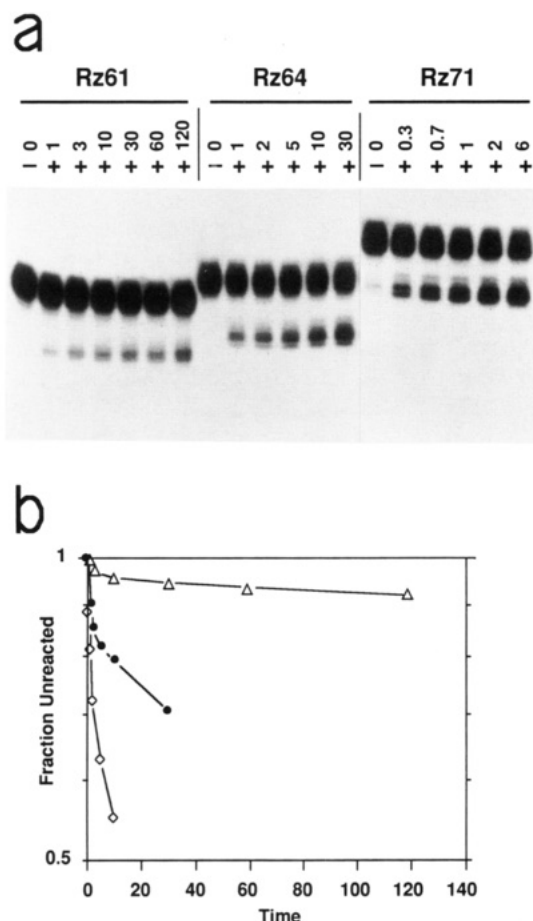 a
Rz61 Rz64 Rz71
0 1 3 10 30 60 120 0 1 2 5 10 30 0 0.3 0.7 1 2 6
− + + + + + + − + + + + + − + + + + +
b
1
Fraction Unreacted
0.5
0 20 40 60 80 100 120 140
Time